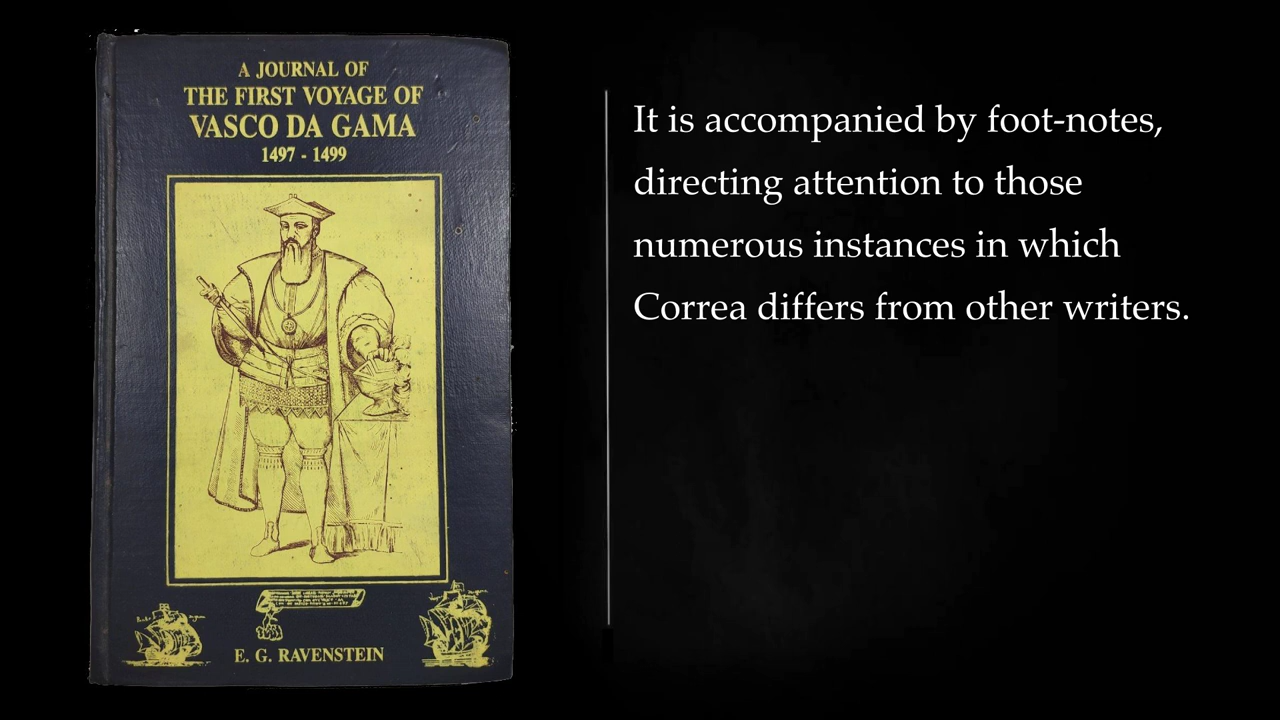 A JOURNAL OF
THE FIRST VOYAGE OF
VASCO DA GAMA
1497 - 1499
E. G. RAVENSTEIN
It is accompanied by foot-notes,
directing attention to those
numerous instances in which
Correa differs from other writers.